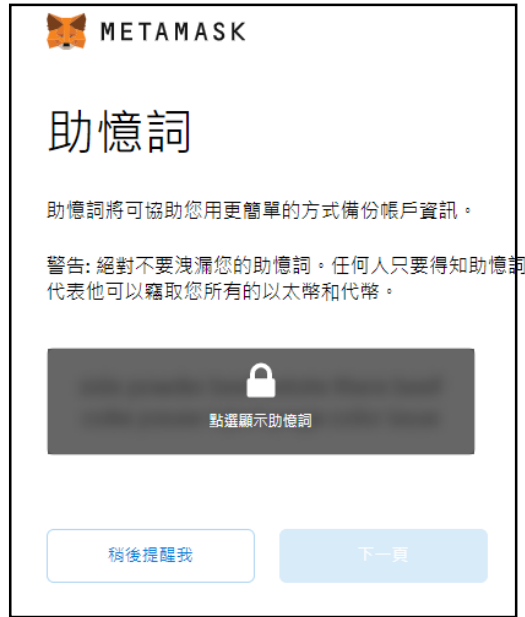 METAMASK
助憶詞
助憶詞將可協助您用更簡單的方式備份帳戶資訊。
警告: 絕對不要洩漏您的助憶詞。任何人只要得知助憶詞
代表他可以竊取您所有的以太幣和代幣。
點選顯示助憶詞
稍後提醒我
下一頁